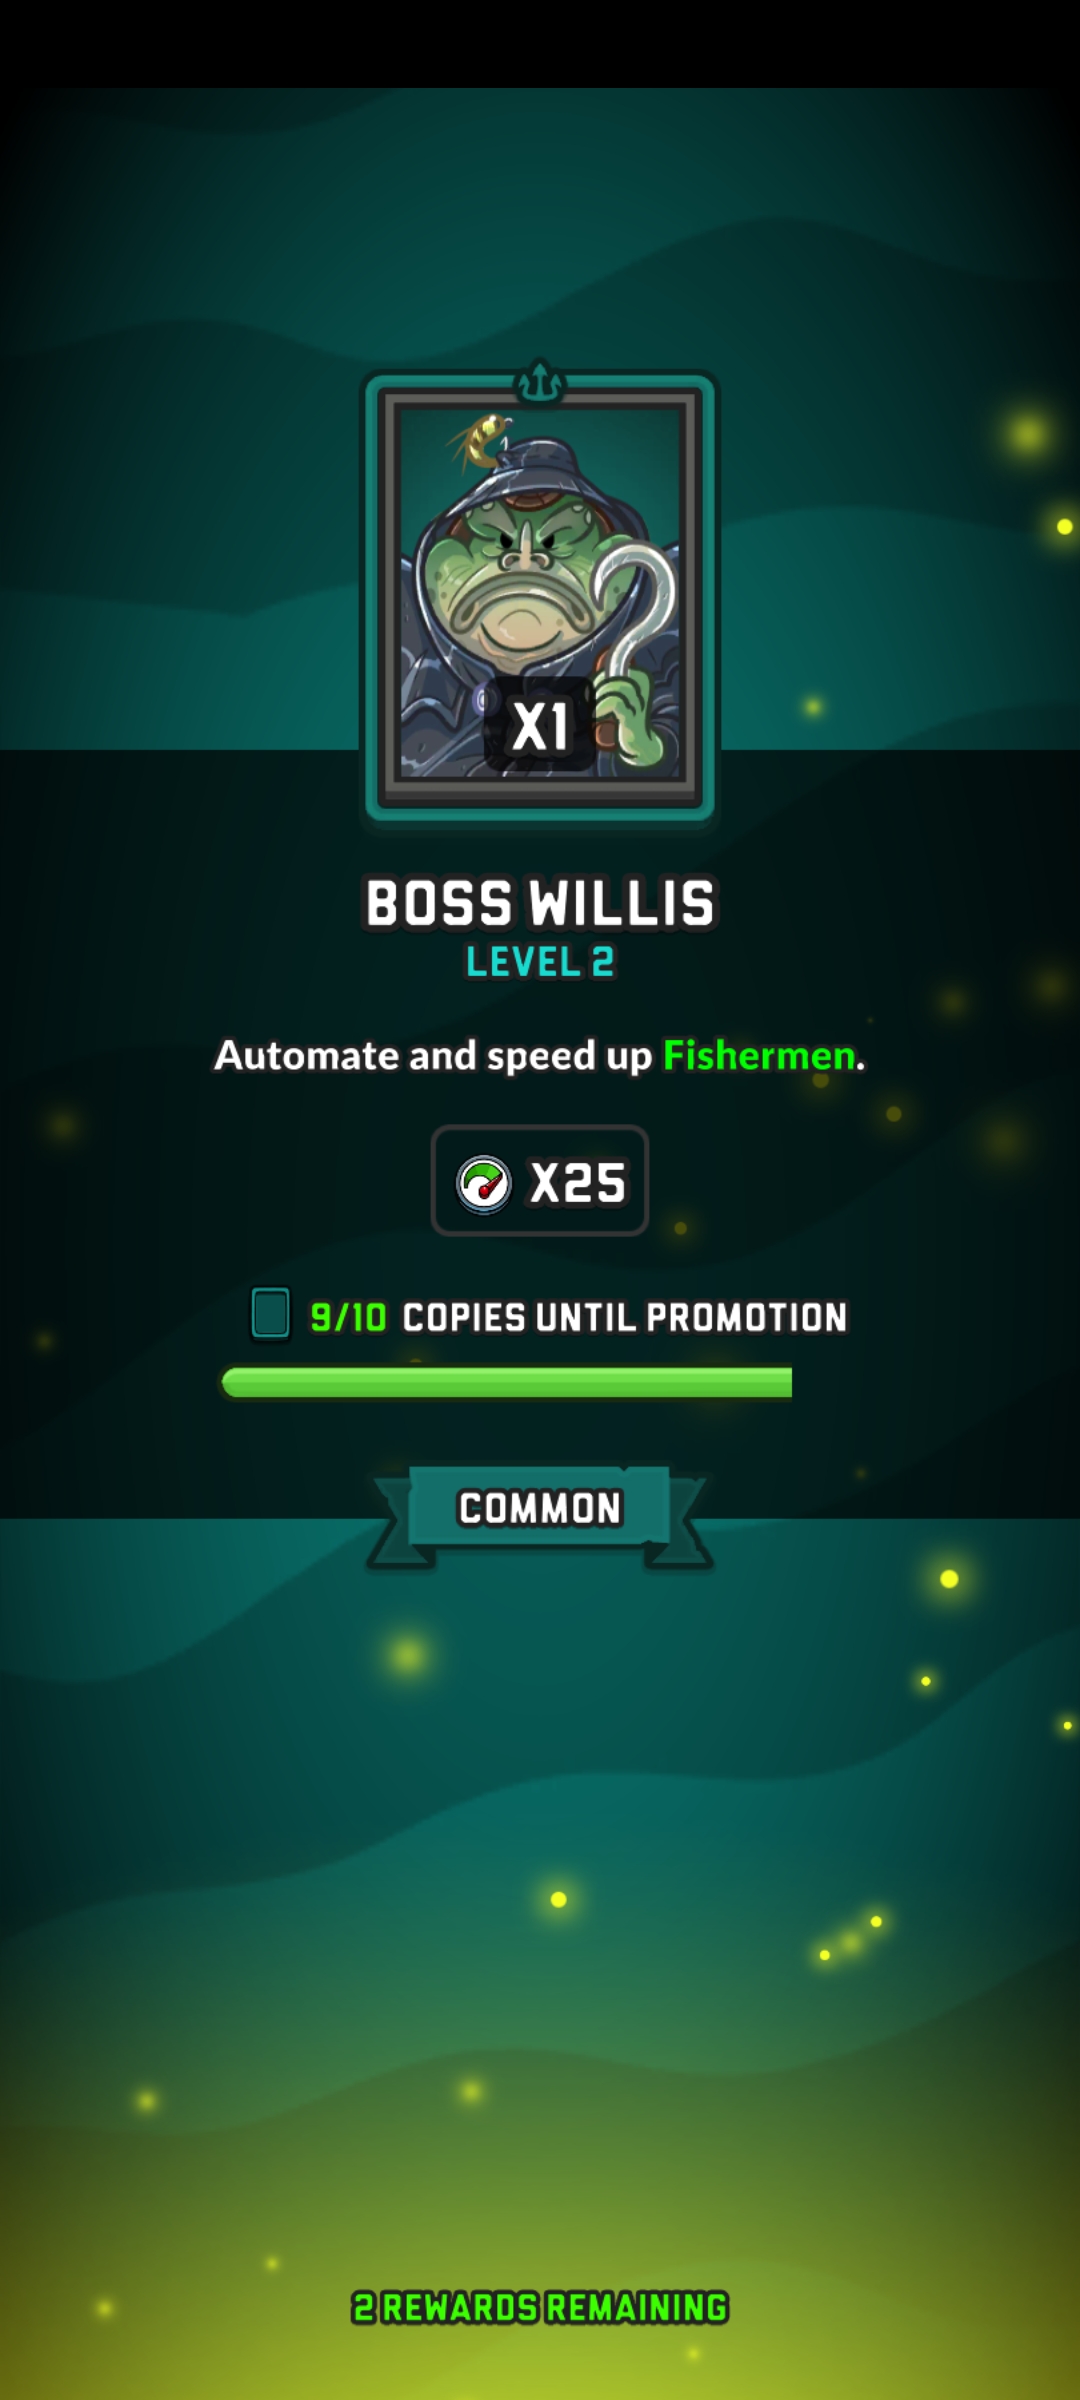 X1
BOSS WILLIS
LEVEL 2
Automate and speed up Fishermen.
X25
9/10 COPIES UNTIL PROMOTION
COMMON
2 REWARDS REMAINING